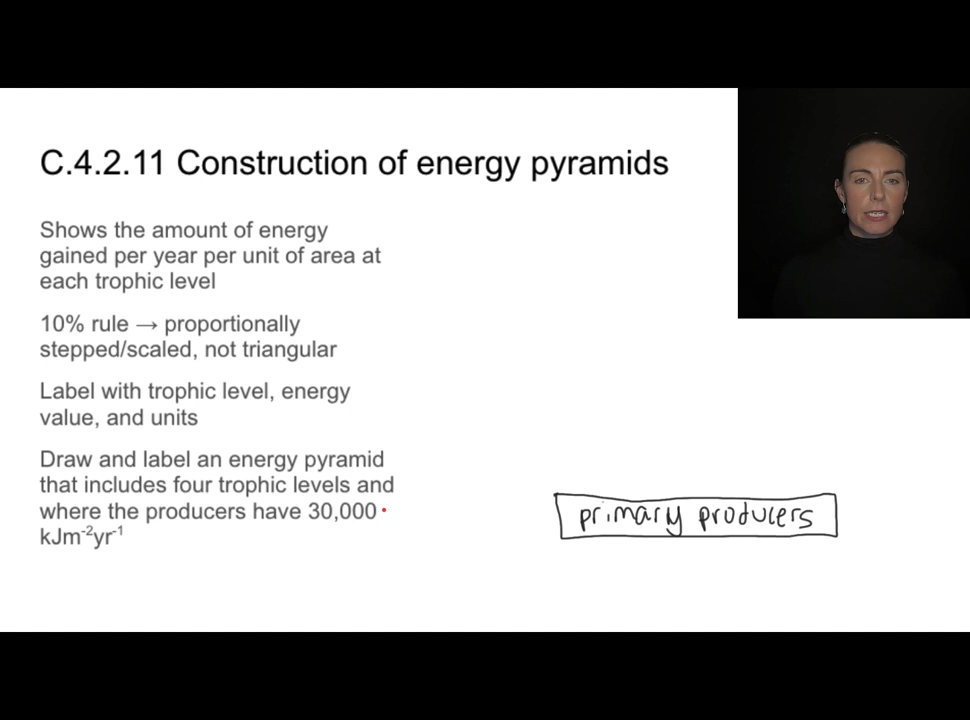 C.4.2.11 Construction of energy pyramids
Shows the amount of energy
gained per year per unit of area at
each trophic level
10% rule → proportionally
stepped/scaled, not triangular
Label with trophic level, energy
value, and units
Draw and label an energy pyramid
that includes four trophic levels and
where the producers have 30,000
kJm⁻²yr⁻¹
primary producers